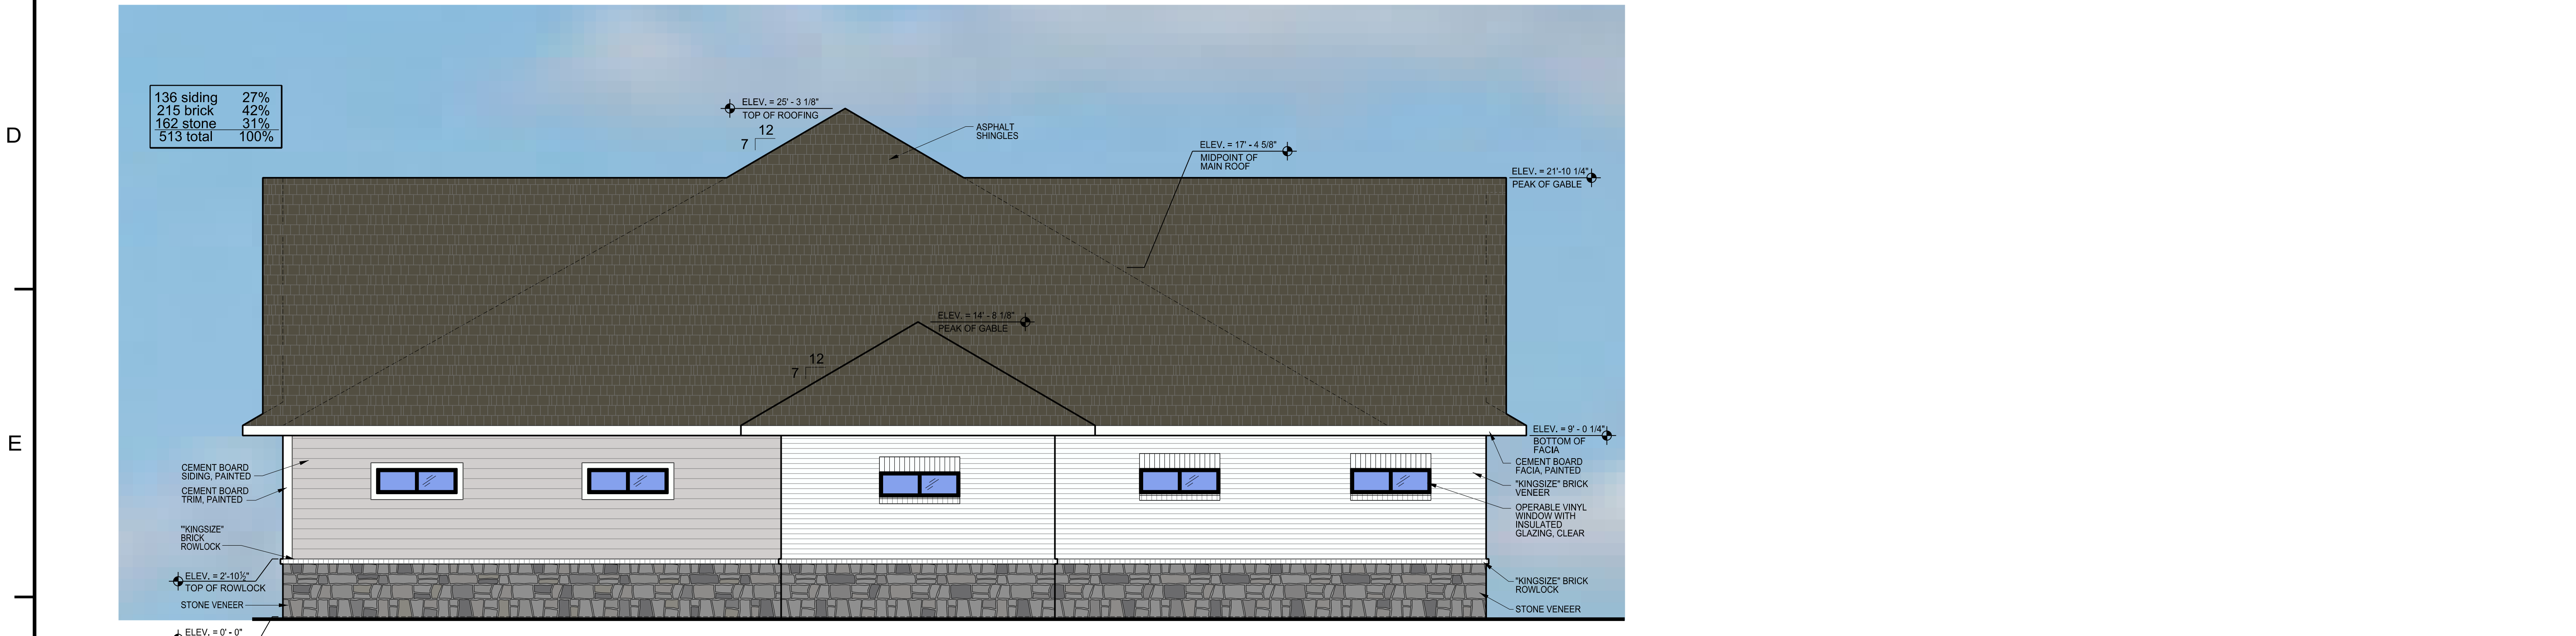 D
E
136 siding 27%
215 brick 42%
162 stone 31%
513 total 100%
ELEV. = 25' - 3 1/8"
TOP OF ROOFING
12
7
ASPHALT
SHINGLES
ELEV. = 17' - 4 5/8"
MIDPOINT OF
MAIN ROOF
ELEV. = 21'-10 1/4"
PEAK OF GABLE
ELEV. = 14' - 8 1/8"
PEAK OF GABLE
12
7
ELEV. = 9' - 0 1/4"
BOTTOM OF
FACIA
CEMENT BOARD
SIDING, PAINTED
CEMENT BOARD
TRIM, PAINTED
"KINGSIZE"
BRICK
ROWLOCK
ELEV. = 2'-10½"
TOP OF ROWLOCK
STONE VENEER
ELEV. = 0' - 0"
CEMENT BOARD
FACIA, PAINTED
"KINGSIZE" BRICK
VENEER
OPERABLE VINYL
WINDOW WITH
INSULATED
GLAZING, CLEAR
"KINGSIZE" BRICK
ROWLOCK
STONE VENEER